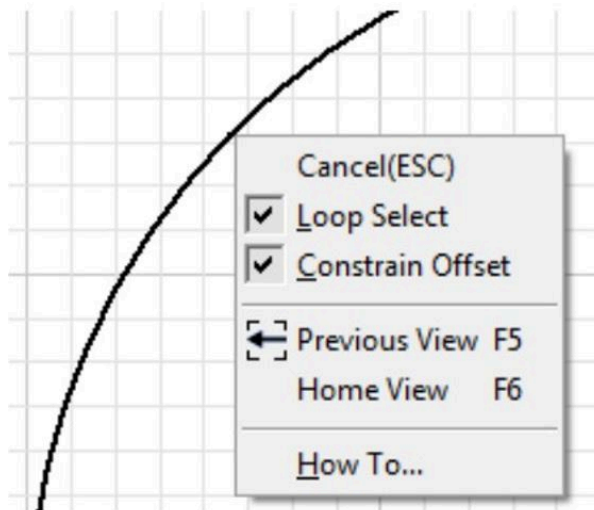 Cancel(ESC)
Loop Select
Constrain Offset
Previous View F5
Home View F6
How To...